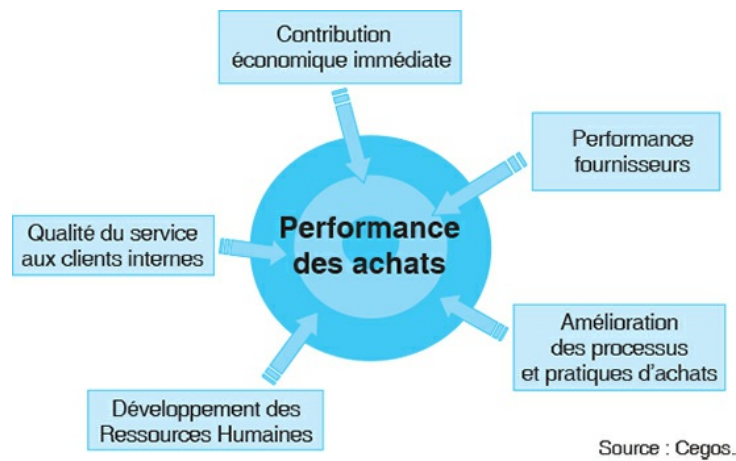 Contribution
économique immédiate
Performance
fournisseurs
Performance
des achats
Qualité du service
aux clients internes
Amélioration
des processus
et pratiques d'achats
Développement des
Ressources Humaines
Source : Cegos.